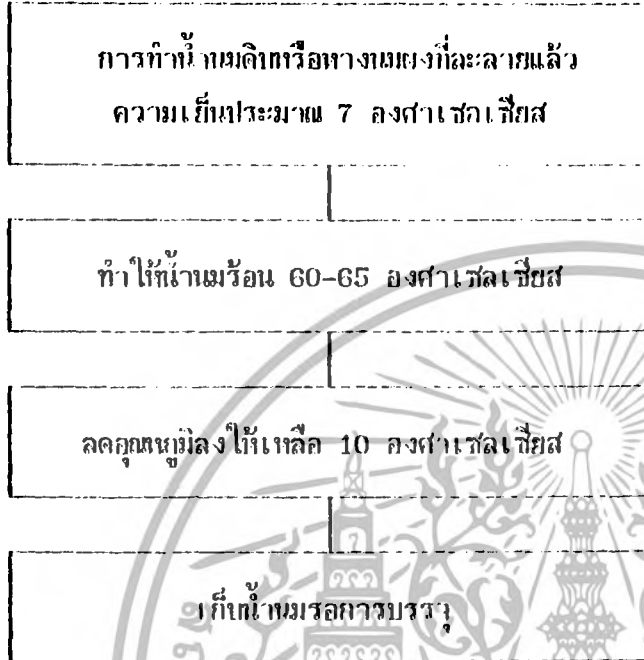 การทำน้ำนมดิบหรือหางนมผงที่ละลายแล้ว
ความเย็นประมาณ 7 องศาเซลเซียส
ทำให้น้ำนมร้อน 60-65 องศาเซลเซียส
ลดอุณหภูมิลงให้เหลือ 10 องศาเซลเซียส
เก็บน้ำนมรอการบรรจุ